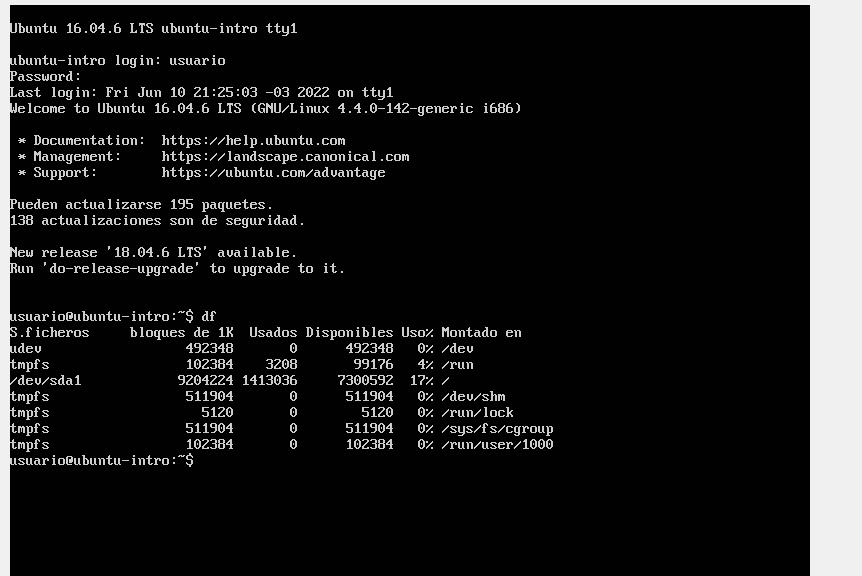 Ubuntu 16.04.6 LTS ubuntu-intro tty1
ubuntu-intro login: usuario
Password:
Last login: Fri Jun 10 21:25:03 -03 2022 on tty1
Welcome to Ubuntu 16.04.6 LTS (GNU/Linux 4.4.0-142-generic i686)
* Documentation:  https://help.ubuntu.com
* Management:     https://landscape.canonical.com
* Support:        https://ubuntu.com/advantage
Pueden actualizarse 195 paquetes.
138 actualizaciones son de seguridad.
New release '18.04.6 LTS' available.
Run 'do-release-upgrade' to upgrade to it.
usuario@ubuntu-intro:~$ df
S.ficheros     bloques de 1K  Usados Disponibles Uso% Montado en
udev                  492348       0      492348   0% /dev
tmpfs                 102384    3208       99176   4% /run
/dev/sda1            9204224 1413036     7300592  17% /
tmpfs                 511904       0      511904   0% /dev/shm
tmpfs                   5120       0        5120   0% /run/lock
tmpfs                 511904       0      511904   0% /sys/fs/cgroup
tmpfs                 102384       0      102384   0% /run/user/1000
usuario@ubuntu-intro:~$